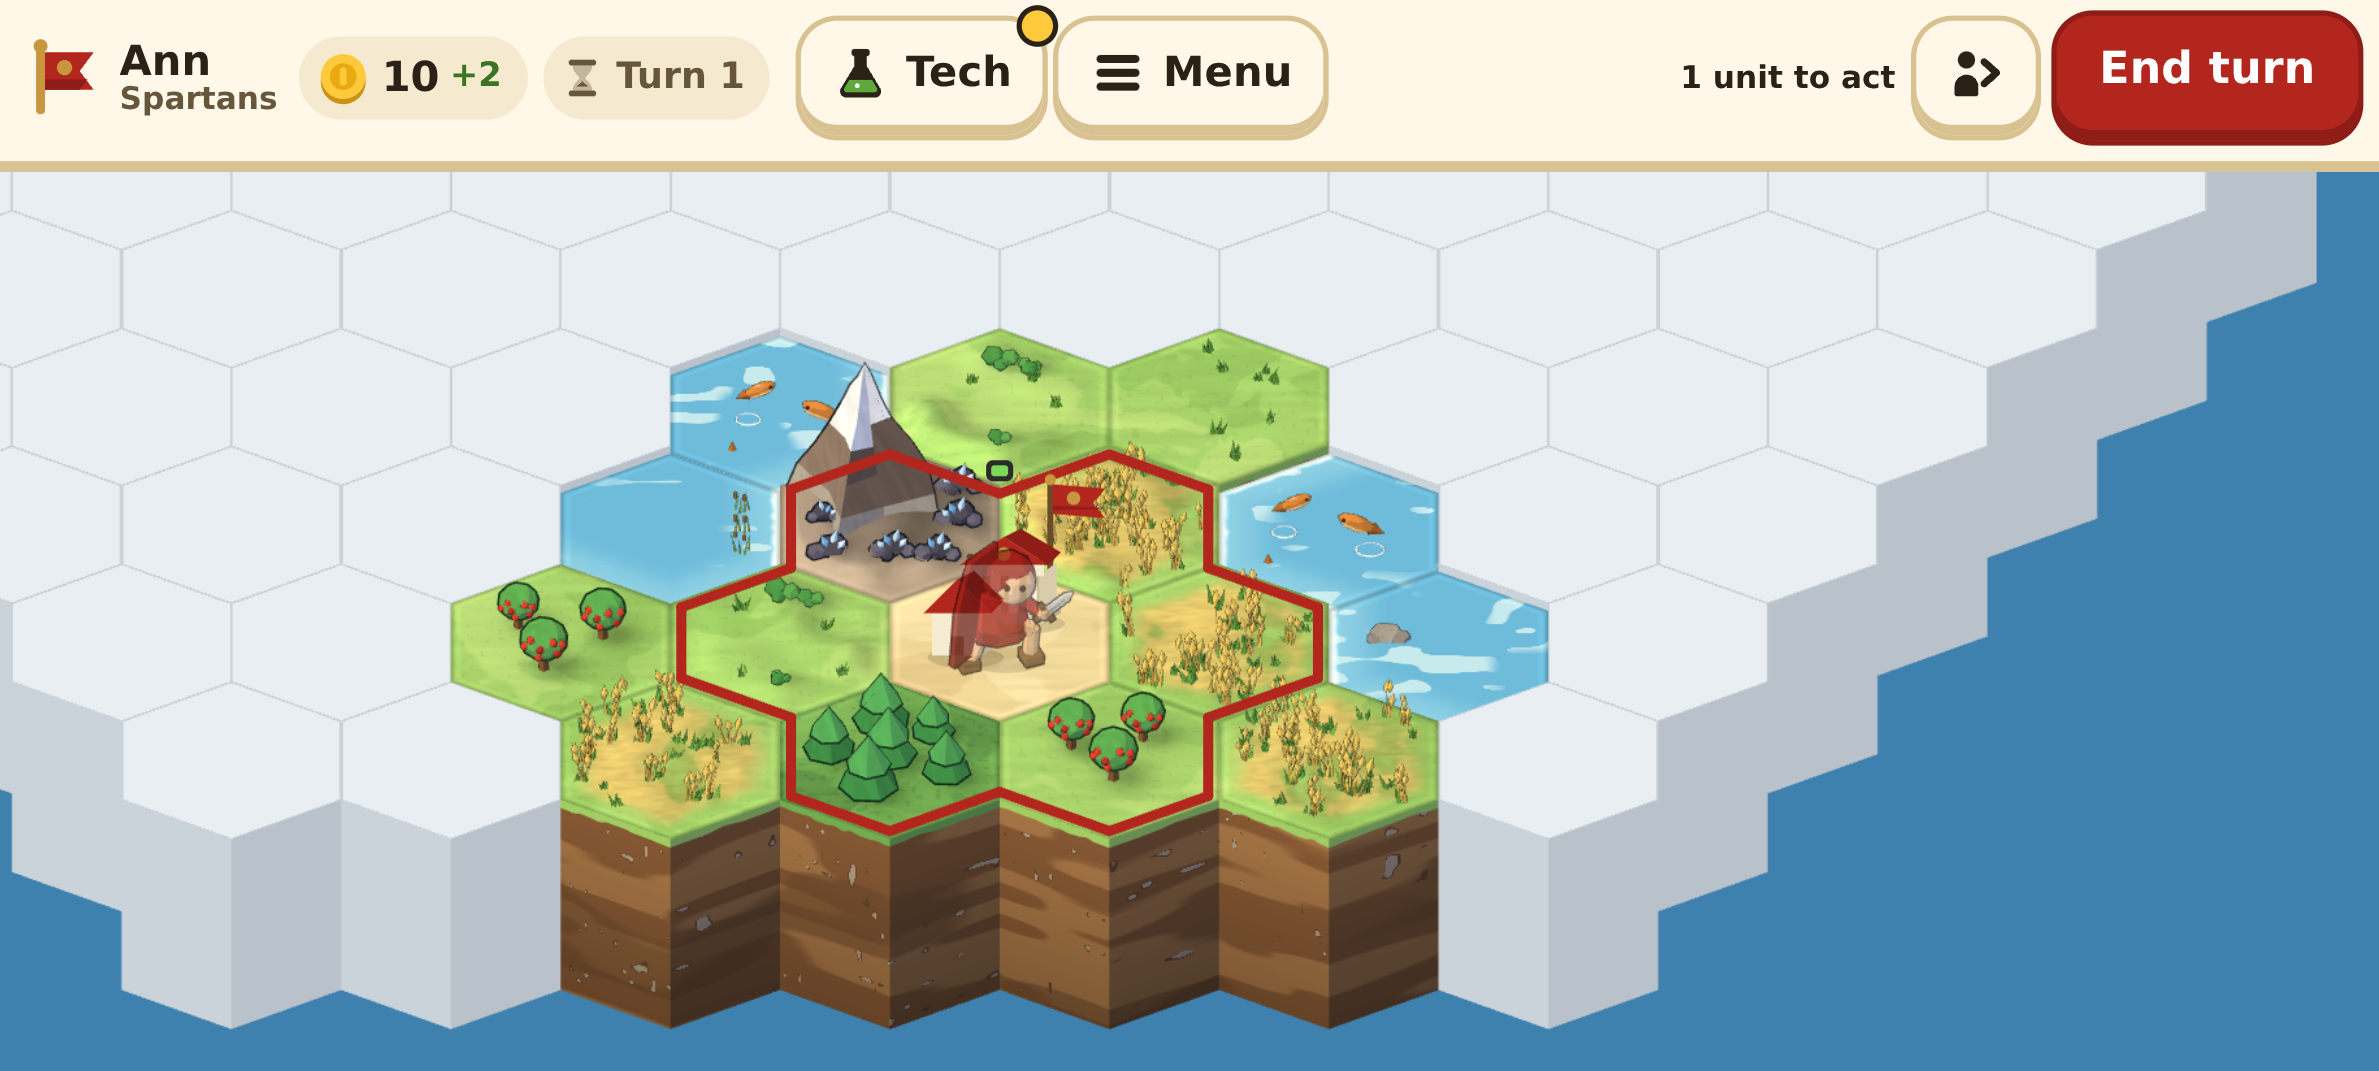 Ann
Spartans
10 +2
Turn 1
Tech
Menu
1 unit to act
End turn